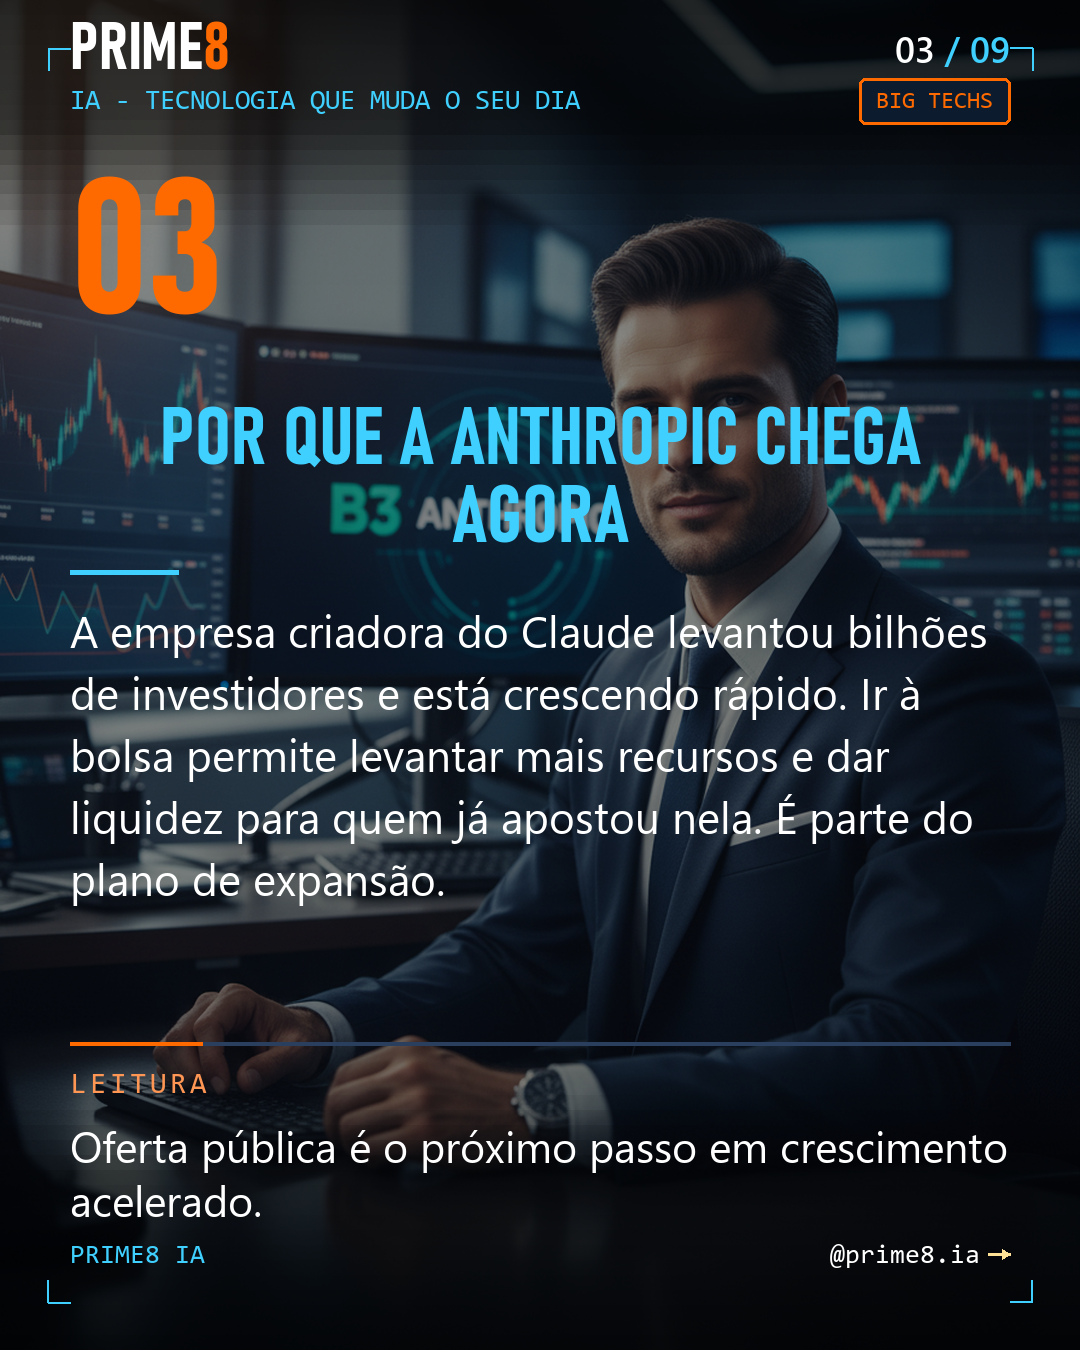 PRIME8
03 / 09
IA - TECNOLOGIA QUE MUDA O SEU DIA
BIG TECHS
03
POR QUE A ANTHROPIC CHEGA
AGORA
B3
A empresa criadora do Claude levantou bilhões
de investidores e está crescendo rápido. Ir à
bolsa permite levantar mais recursos e dar
liquidez para quem já apostou nela. É parte do
plano de expansão.
LEITURA
Oferta pública é o próximo passo em crescimento
acelerado.
PRIME8 IA
@prime8.ia